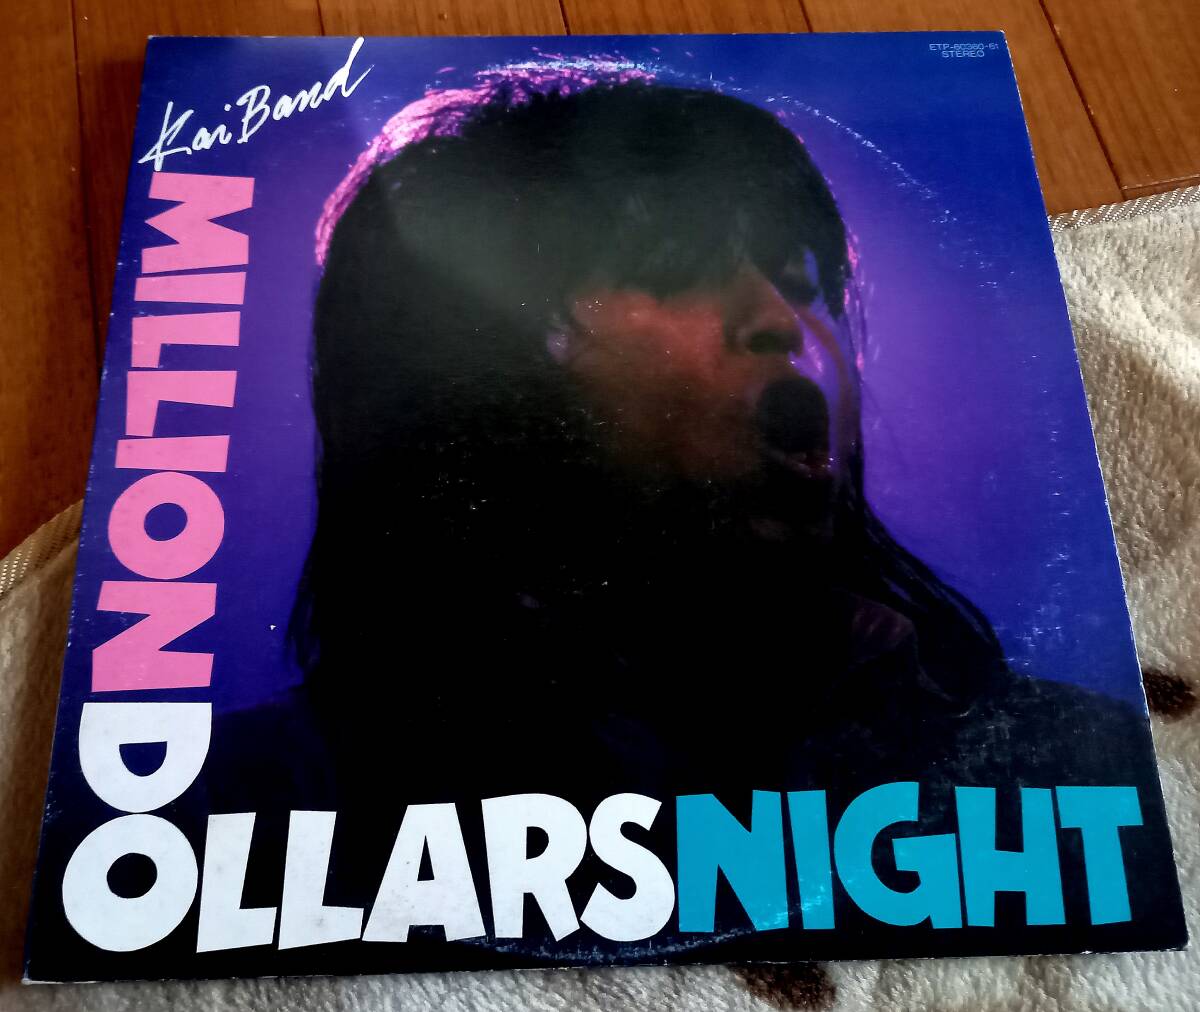 Kai Band
ETP-60360-61
STEREO
MILLION
DOLLARS NIGHT